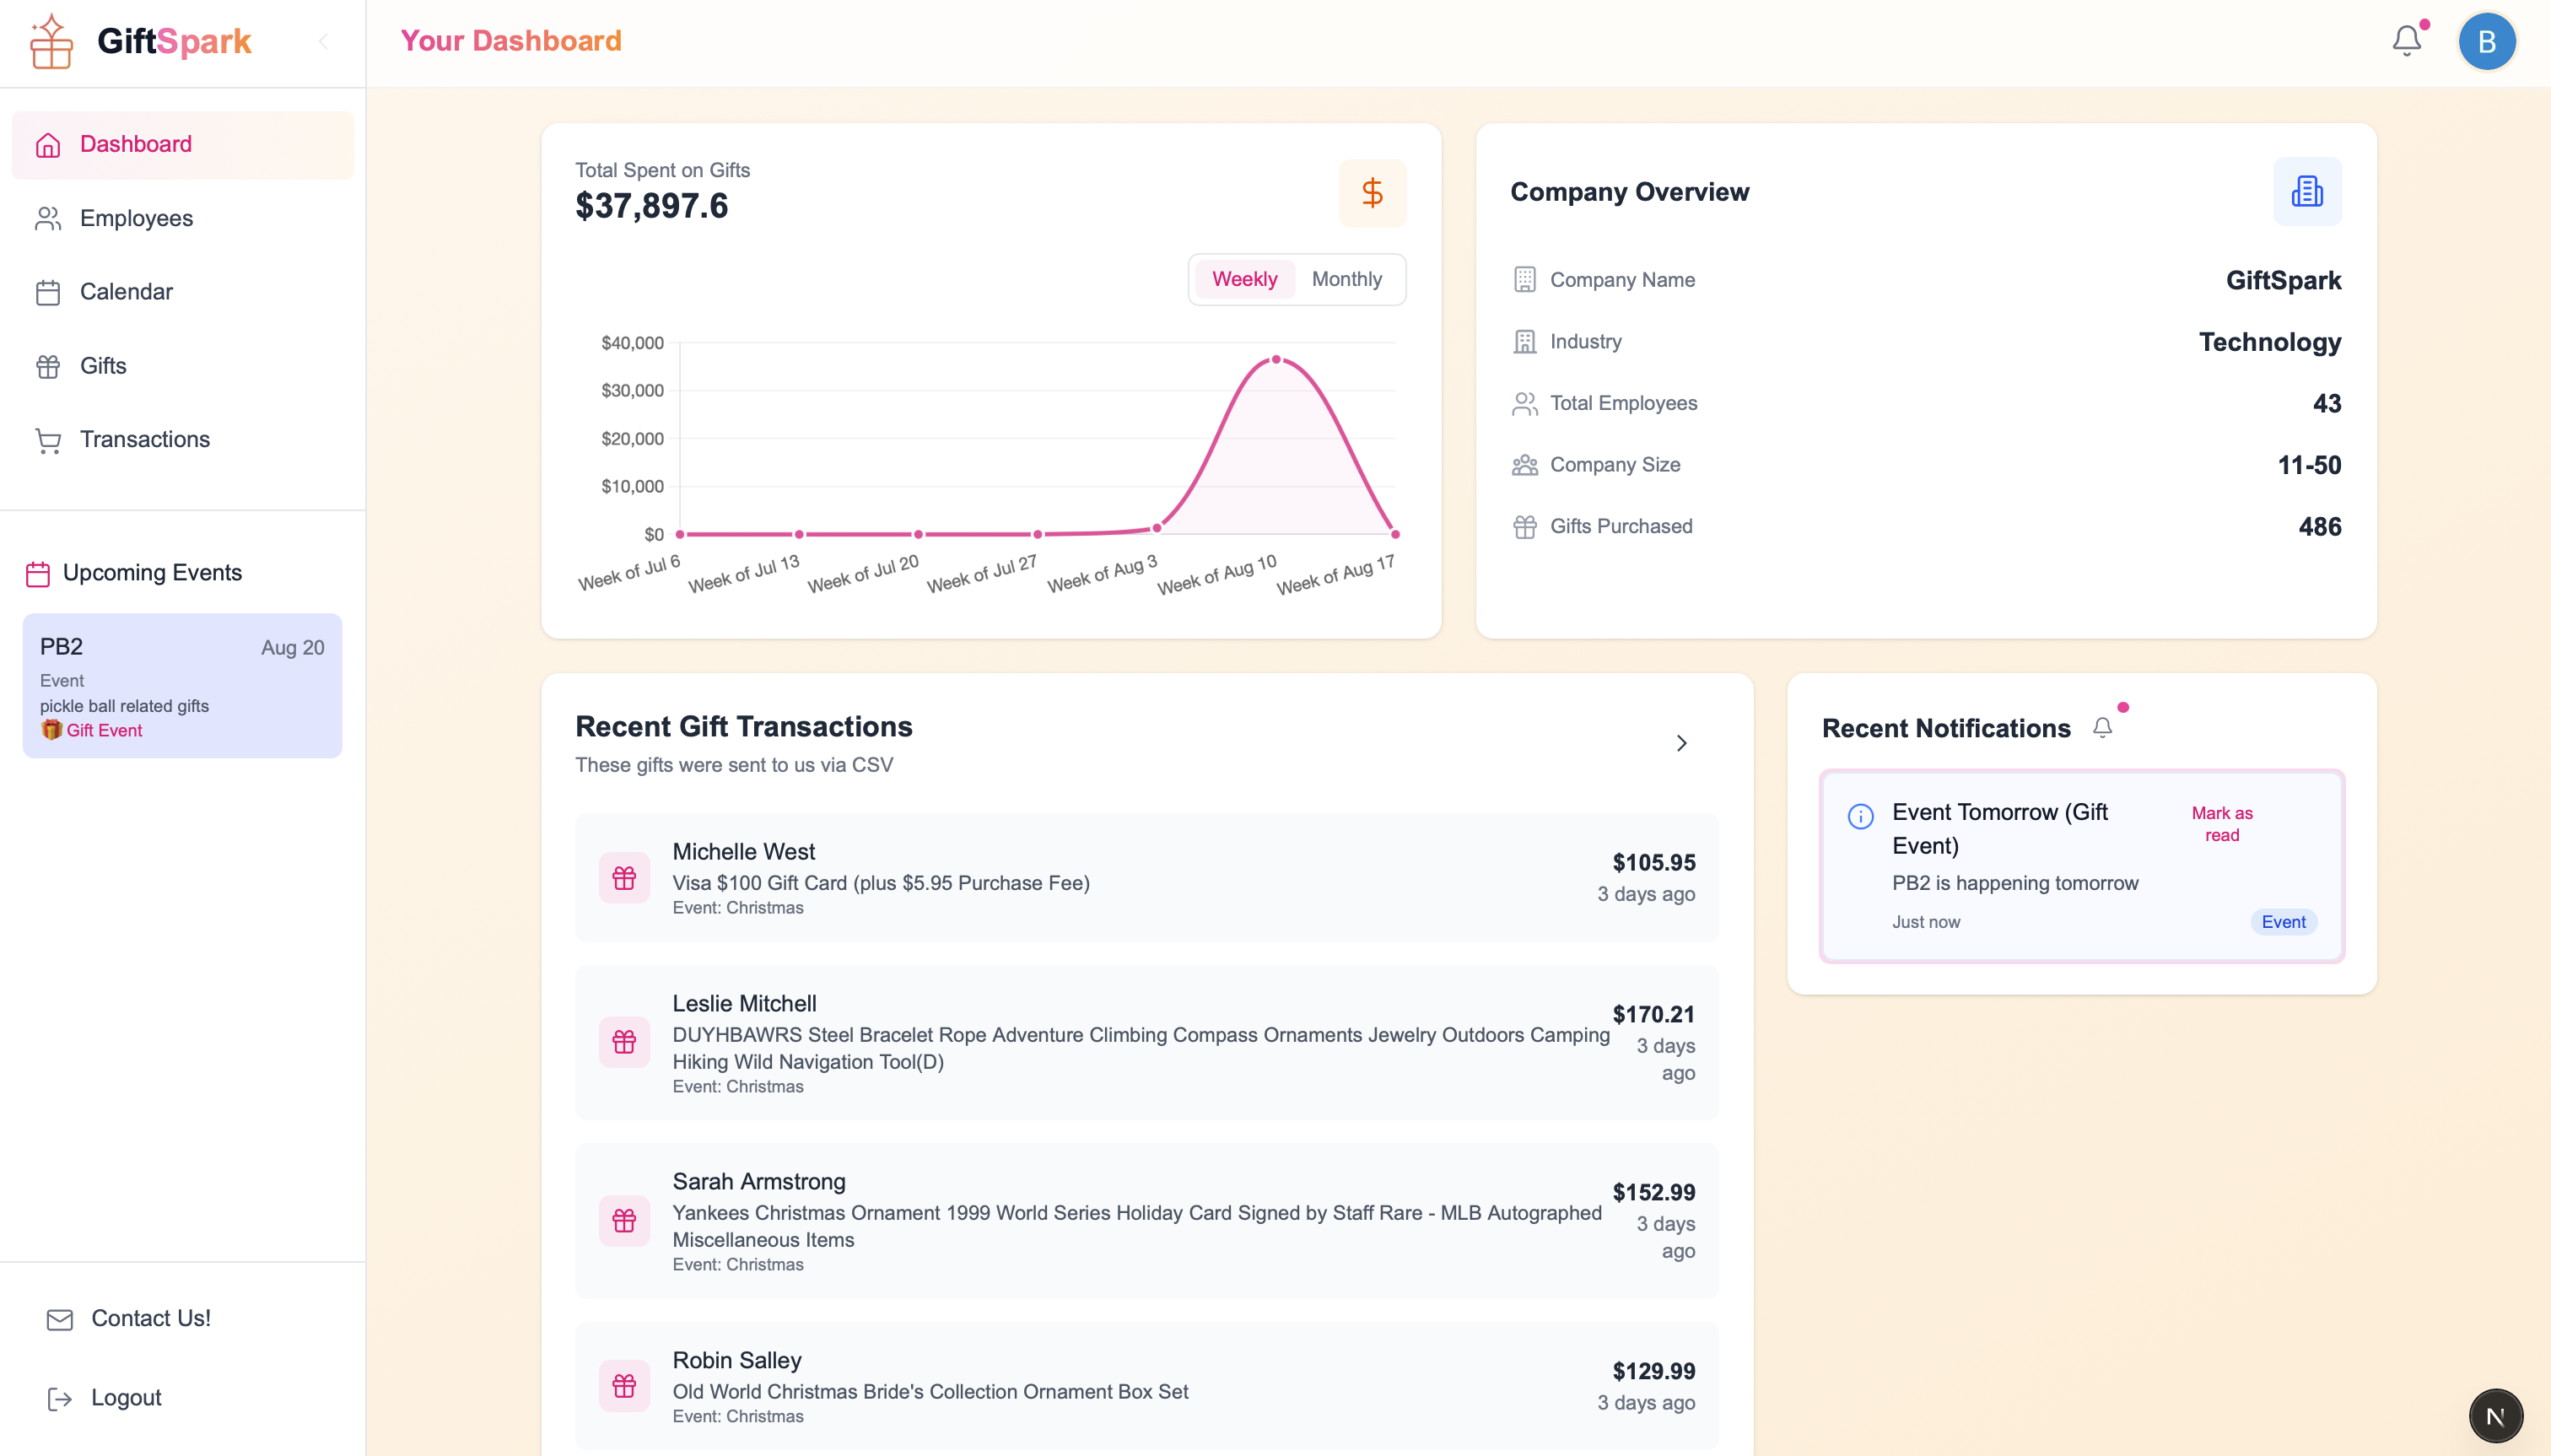 GiftSpark
Your Dashboard
B
Dashboard
Employees
Calendar
Gifts
Transactions
Upcoming Events
PB2
Aug 20
Event
pickle ball related gifts
Gift Event
Contact Us!
Logout
Total Spent on Gifts
$37,897.6
$
Weekly
Monthly
$40,000
$30,000
$20,000
$10,000
$0
Week of Jul 6
Week of Jul 13
Week of Jul 20
Week of Jul 27
Week of Aug 3
Week of Aug 10
Week of Aug 17
Company Overview
Company Name
GiftSpark
Industry
Technology
Total Employees
43
Company Size
11-50
Gifts Purchased
486
Recent Gift Transactions
These gifts were sent to us via CSV
Michelle West
Visa $100 Gift Card (plus $5.95 Purchase Fee)
Event: Christmas
$105.95
3 days ago
Leslie Mitchell
DUYHBAWRS Steel Bracelet Rope Adventure Climbing Compass Ornaments Jewelry Outdoors Camping
Hiking Wild Navigation Tool(D)
Event: Christmas
$170.21
3 days
ago
Sarah Armstrong
Yankees Christmas Ornament 1999 World Series Holiday Card Signed by Staff Rare - MLB Autographed
Miscellaneous Items
Event: Christmas
$152.99
3 days
ago
Robin Salley
Old World Christmas Bride's Collection Ornament Box Set
Event: Christmas
$129.99
3 days ago
Recent Notifications
Event Tomorrow (Gift
Event)
Mark as
read
PB2 is happening tomorrow
Just now
Event
N